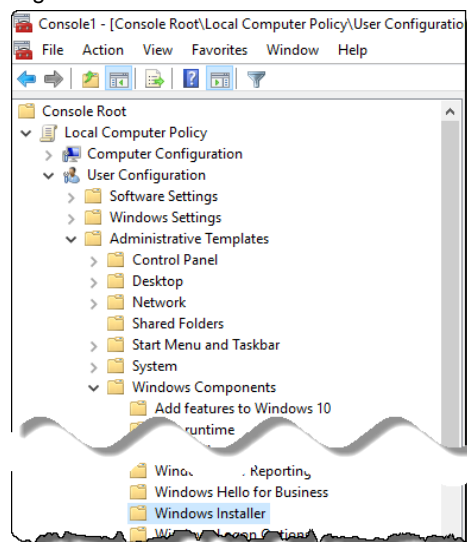 Console1 - [Console Root\Local Computer Policy\User Configuratio
File Action View Favorites Window Help
Console Root
Local Computer Policy
Computer Configuration
User Configuration
Software Settings
Windows Settings
Administrative Templates
Control Panel
Desktop
Network
Shared Folders
Start Menu and Taskbar
System
Windows Components
Add features to Windows 10
runtime
Reporting
Windows Hello for Business
Windows Installer